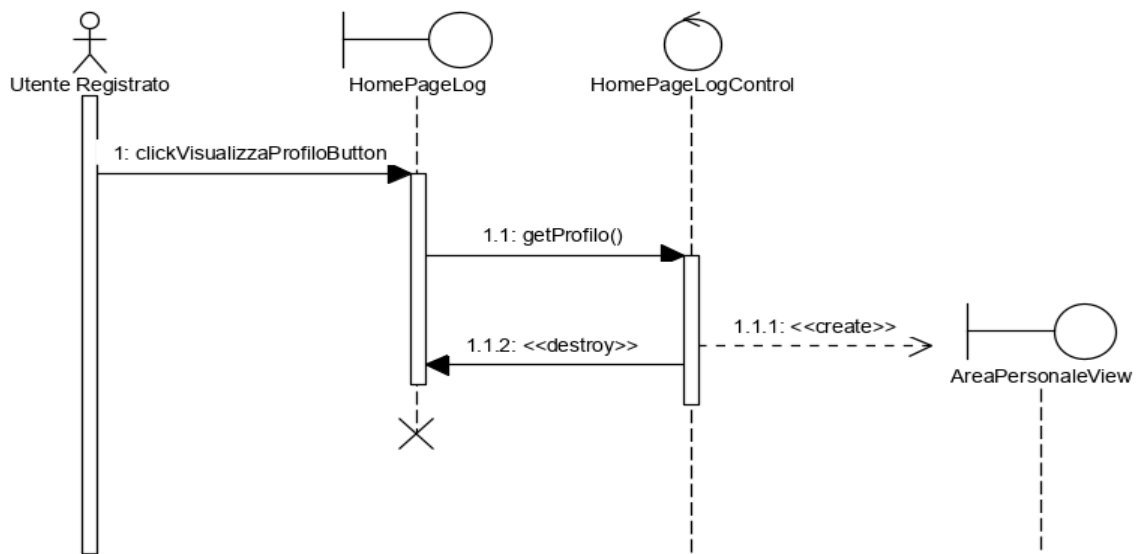 Utente Registrato
HomePageLog
HomePageLogControl
1: clickVisualizzaProfiloButton
1.1: getProfilo()
1.1.1: <<create>>
1.1.2: <<destroy>>
AreaPersonaleView